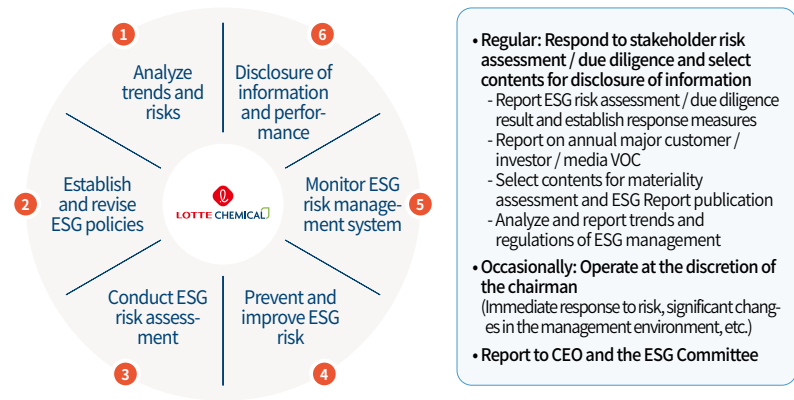 1
Analyze
trends and
risks
2
Establish
and revise
ESG policies
3
Conduct ESG
risk assess-
ment
4
Prevent and
improve ESG
risk
5
Monitor ESG
risk manage-
ment system
6
Disclosure of
information
and perfor-
mance
LOTTE CHEMICAL
• Regular: Respond to stakeholder risk
assessment / due diligence and select
contents for disclosure of information
- Report ESG risk assessment / due diligence
result and establish response measures
- Report on annual major customer /
investor / media VOC
- Select contents for materiality
assessment and ESG Report publication
- Analyze and report trends and
regulations of ESG management
• Occasionally: Operate at the discretion of
the chairman
(Immediate response to risk, significant chang-
es in the management environment, etc.)
• Report to CEO and the ESG Committee